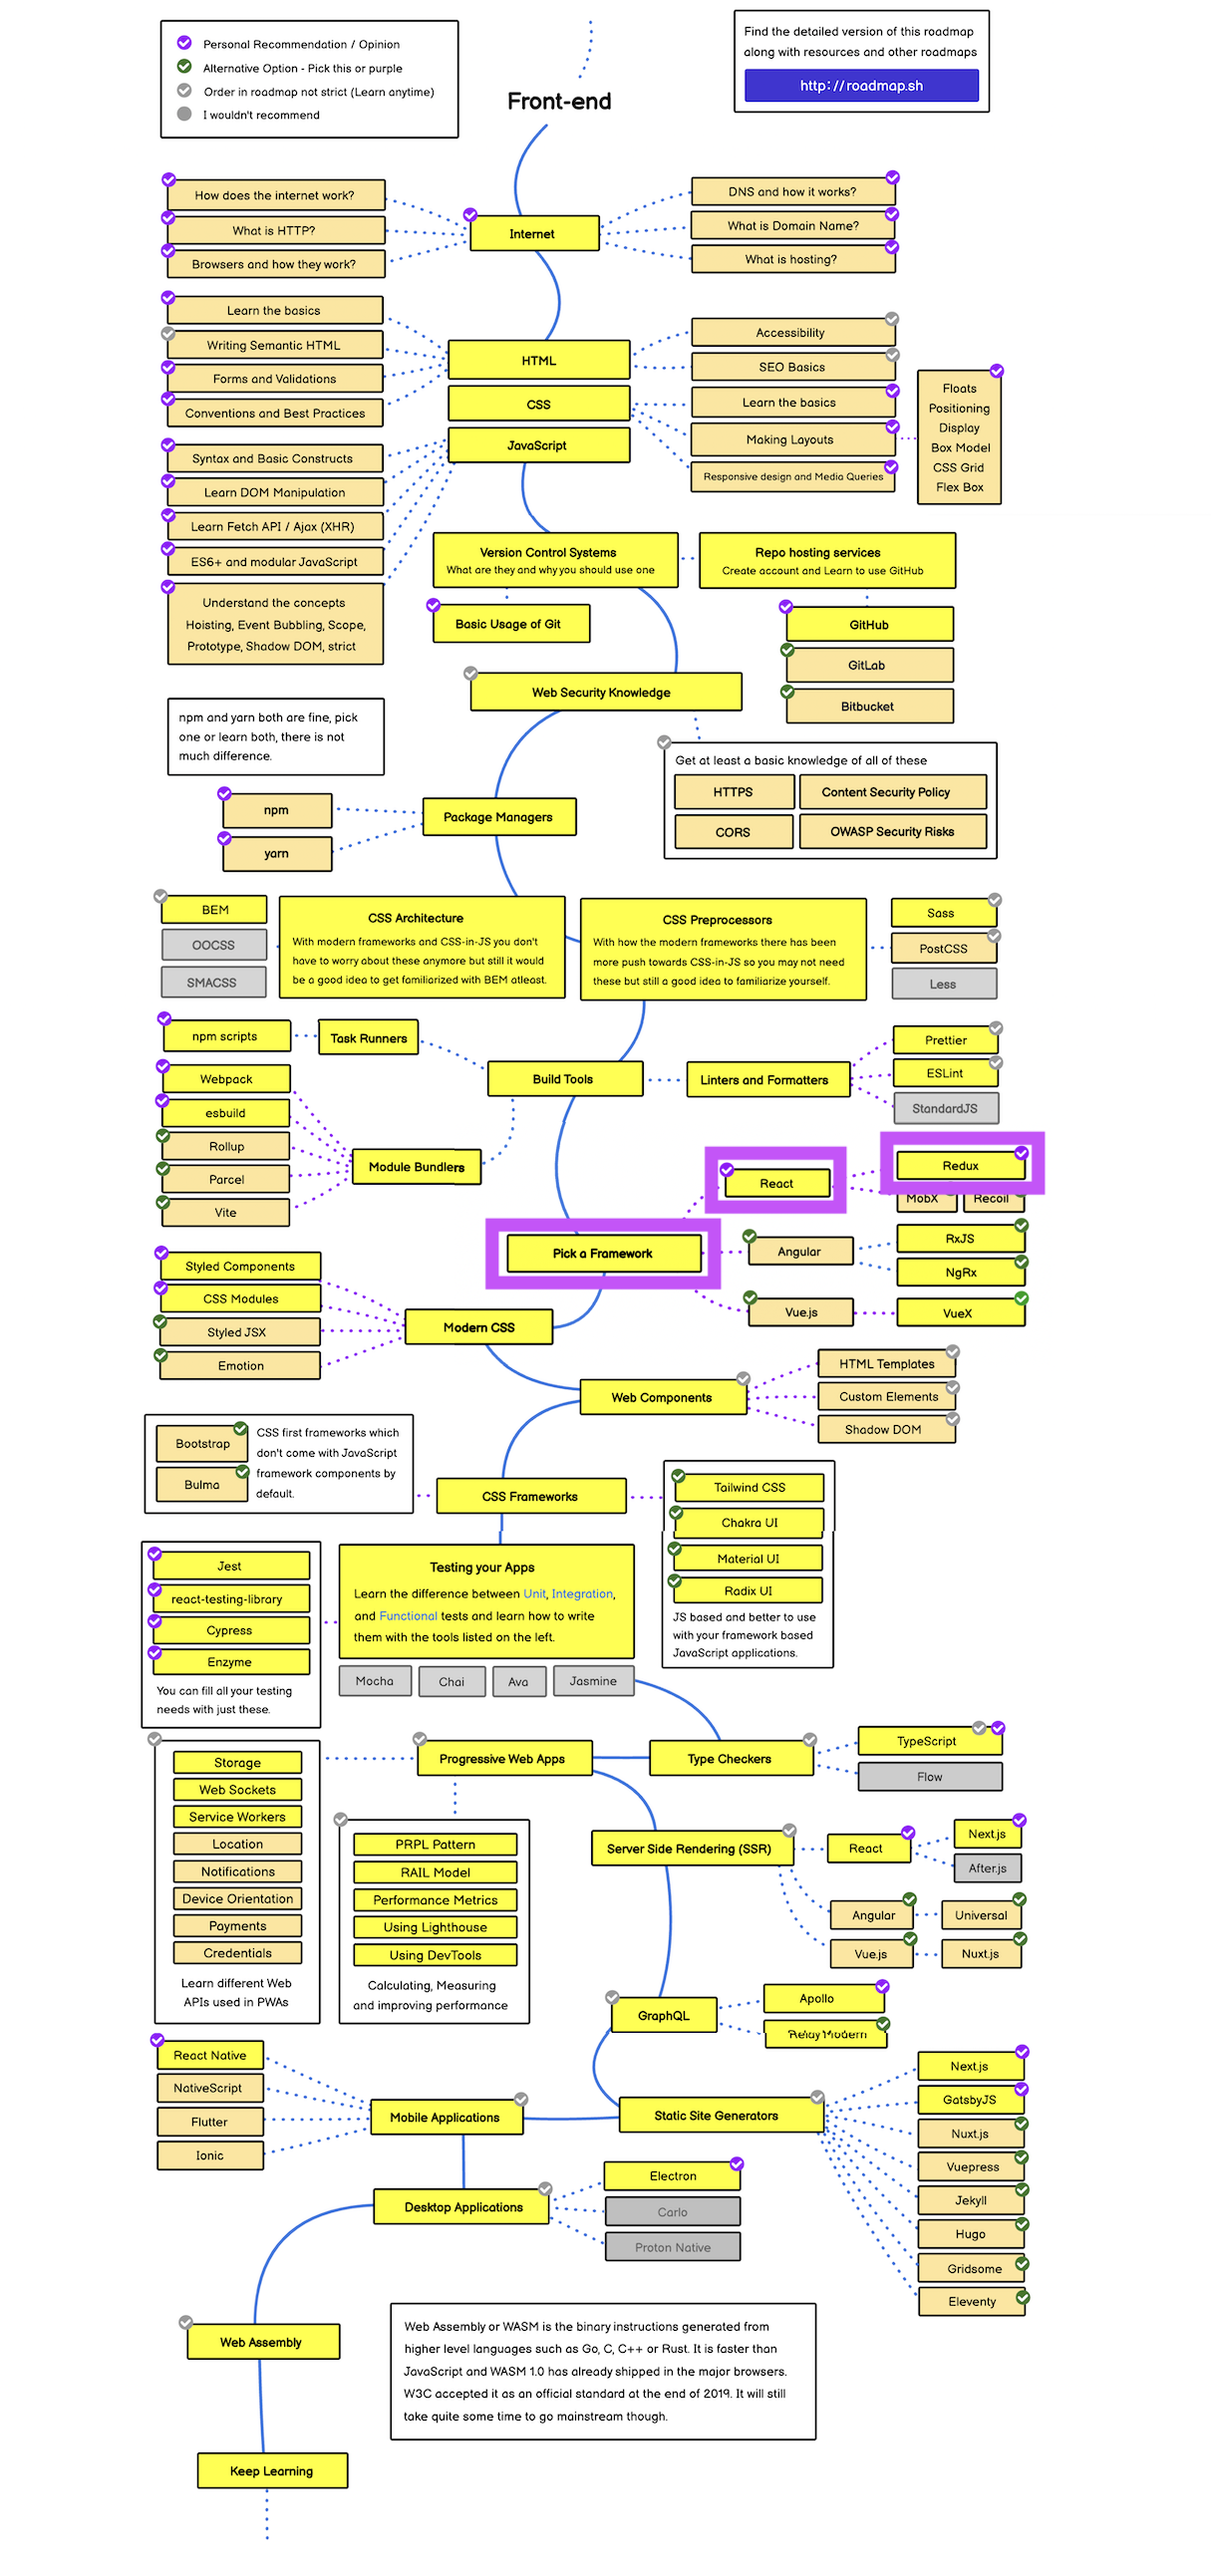 Personal Recommendation / Opinion
Alternative Option - Pick this or purple
Order in roadmap not strict (Learn anytime)
I wouldn't recommend
Front-end
Find the detailed version of this roadmap
along with resources and other roadmaps
http://roadmap.sh
How does the internet work?
What is HTTP?
Browsers and how they work?
Internet
DNS and how it works?
What is Domain Name?
What is hosting?
Learn the basics
Writing Semantic HTML
Forms and Validations
Conventions and Best Practices
HTML
CSS
JavaScript
Accessibility
SEO Basics
Learn the basics
Making Layouts
Responsive design and Media Queries
Floats
Positioning
Display
Box Model
CSS Grid
Flex Box
Syntax and Basic Constructs
Learn DOM Manipulation
Learn Fetch API / Ajax (XHR)
ES6+ and modular JavaScript
Understand the concepts
Hoisting, Event Bubbling, Scope,
Prototype, Shadow DOM, strict
Version Control Systems
What are they and why you should use one
Basic Usage of Git
Repo hosting services
Create account and Learn to use GitHub
GitHub
GitLab
Bitbucket
Web Security Knowledge
Get at least a basic knowledge of all of these
HTTPS
Content Security Policy
CORS
OWASP Security Risks
npm and yarn both are fine, pick
one or learn both, there is not
much difference.
npm
yarn
Package Managers
BEM
OOCSS
SMACSS
CSS Architecture
With modern frameworks and CSS-in-JS you don't
have to worry about these anymore but still it would
be a good idea to get familiarized with BEM atleast.
CSS Preprocessors
With how the modern frameworks there has been
more push towards CSS-in-JS so you may not need
these but still a good idea to familiarize yourself.
Sass
PostCSS
Less
npm scripts
Task Runners
Build Tools
Linters and Formatters
Prettier
ESLint
StandardJS
Webpack
esbuild
Rollup
Parcel
Vite
Module Bundlers
Pick a Framework
React
Redux
MobX
Recoil
Angular
RxJS
NgRx
Vue.js
VueX
Styled Components
CSS Modules
Styled JSX
Emotion
Modern CSS
Web Components
HTML Templates
Custom Elements
Shadow DOM
Bootstrap
Bulma
CSS first frameworks which
don't come with JavaScript
framework components by
default.
CSS Frameworks
Tailwind CSS
Chakra UI
Material UI
Radix UI
JS based and better to use
with your framework based
JavaScript applications.
Jest
react-testing-library
Cypress
Enzyme
You can fill all your testing
needs with just these.
Testing your Apps
Learn the difference between Unit, Integration,
and Functional tests and learn how to write
them with the tools listed on the left.
Mocha
Chai
Ava
Jasmine
Progressive Web Apps
Type Checkers
TypeScript
Flow
Storage
Web Sockets
Service Workers
Location
Notifications
Device Orientation
Payments
Credentials
Learn different Web
APIs used in PWAs
PRPL Pattern
RAIL Model
Performance Metrics
Using Lighthouse
Using DevTools
Calculating, Measuring
and improving performance
Server Side Rendering (SSR)
React
Next.js
After.js
Angular
Universal
Vue.js
Nuxt.js
GraphQL
Apollo
Relay Modern
React Native
NativeScript
Flutter
Ionic
Mobile Applications
Static Site Generators
Next.js
GatsbyJS
Nuxt.js
Vuepress
Jekyll
Hugo
Gridsome
Eleventy
Desktop Applications
Electron
Carlo
Proton Native
Web Assembly
Web Assembly or WASM is the binary instructions generated from
higher level languages such as Go, C, C++ or Rust. It is faster than
JavaScript and WASM 1.0 has already shipped in the major browsers.
W3C accepted it as an official standard at the end of 2019. It will still
take quite some time to go mainstream though.
Keep Learning